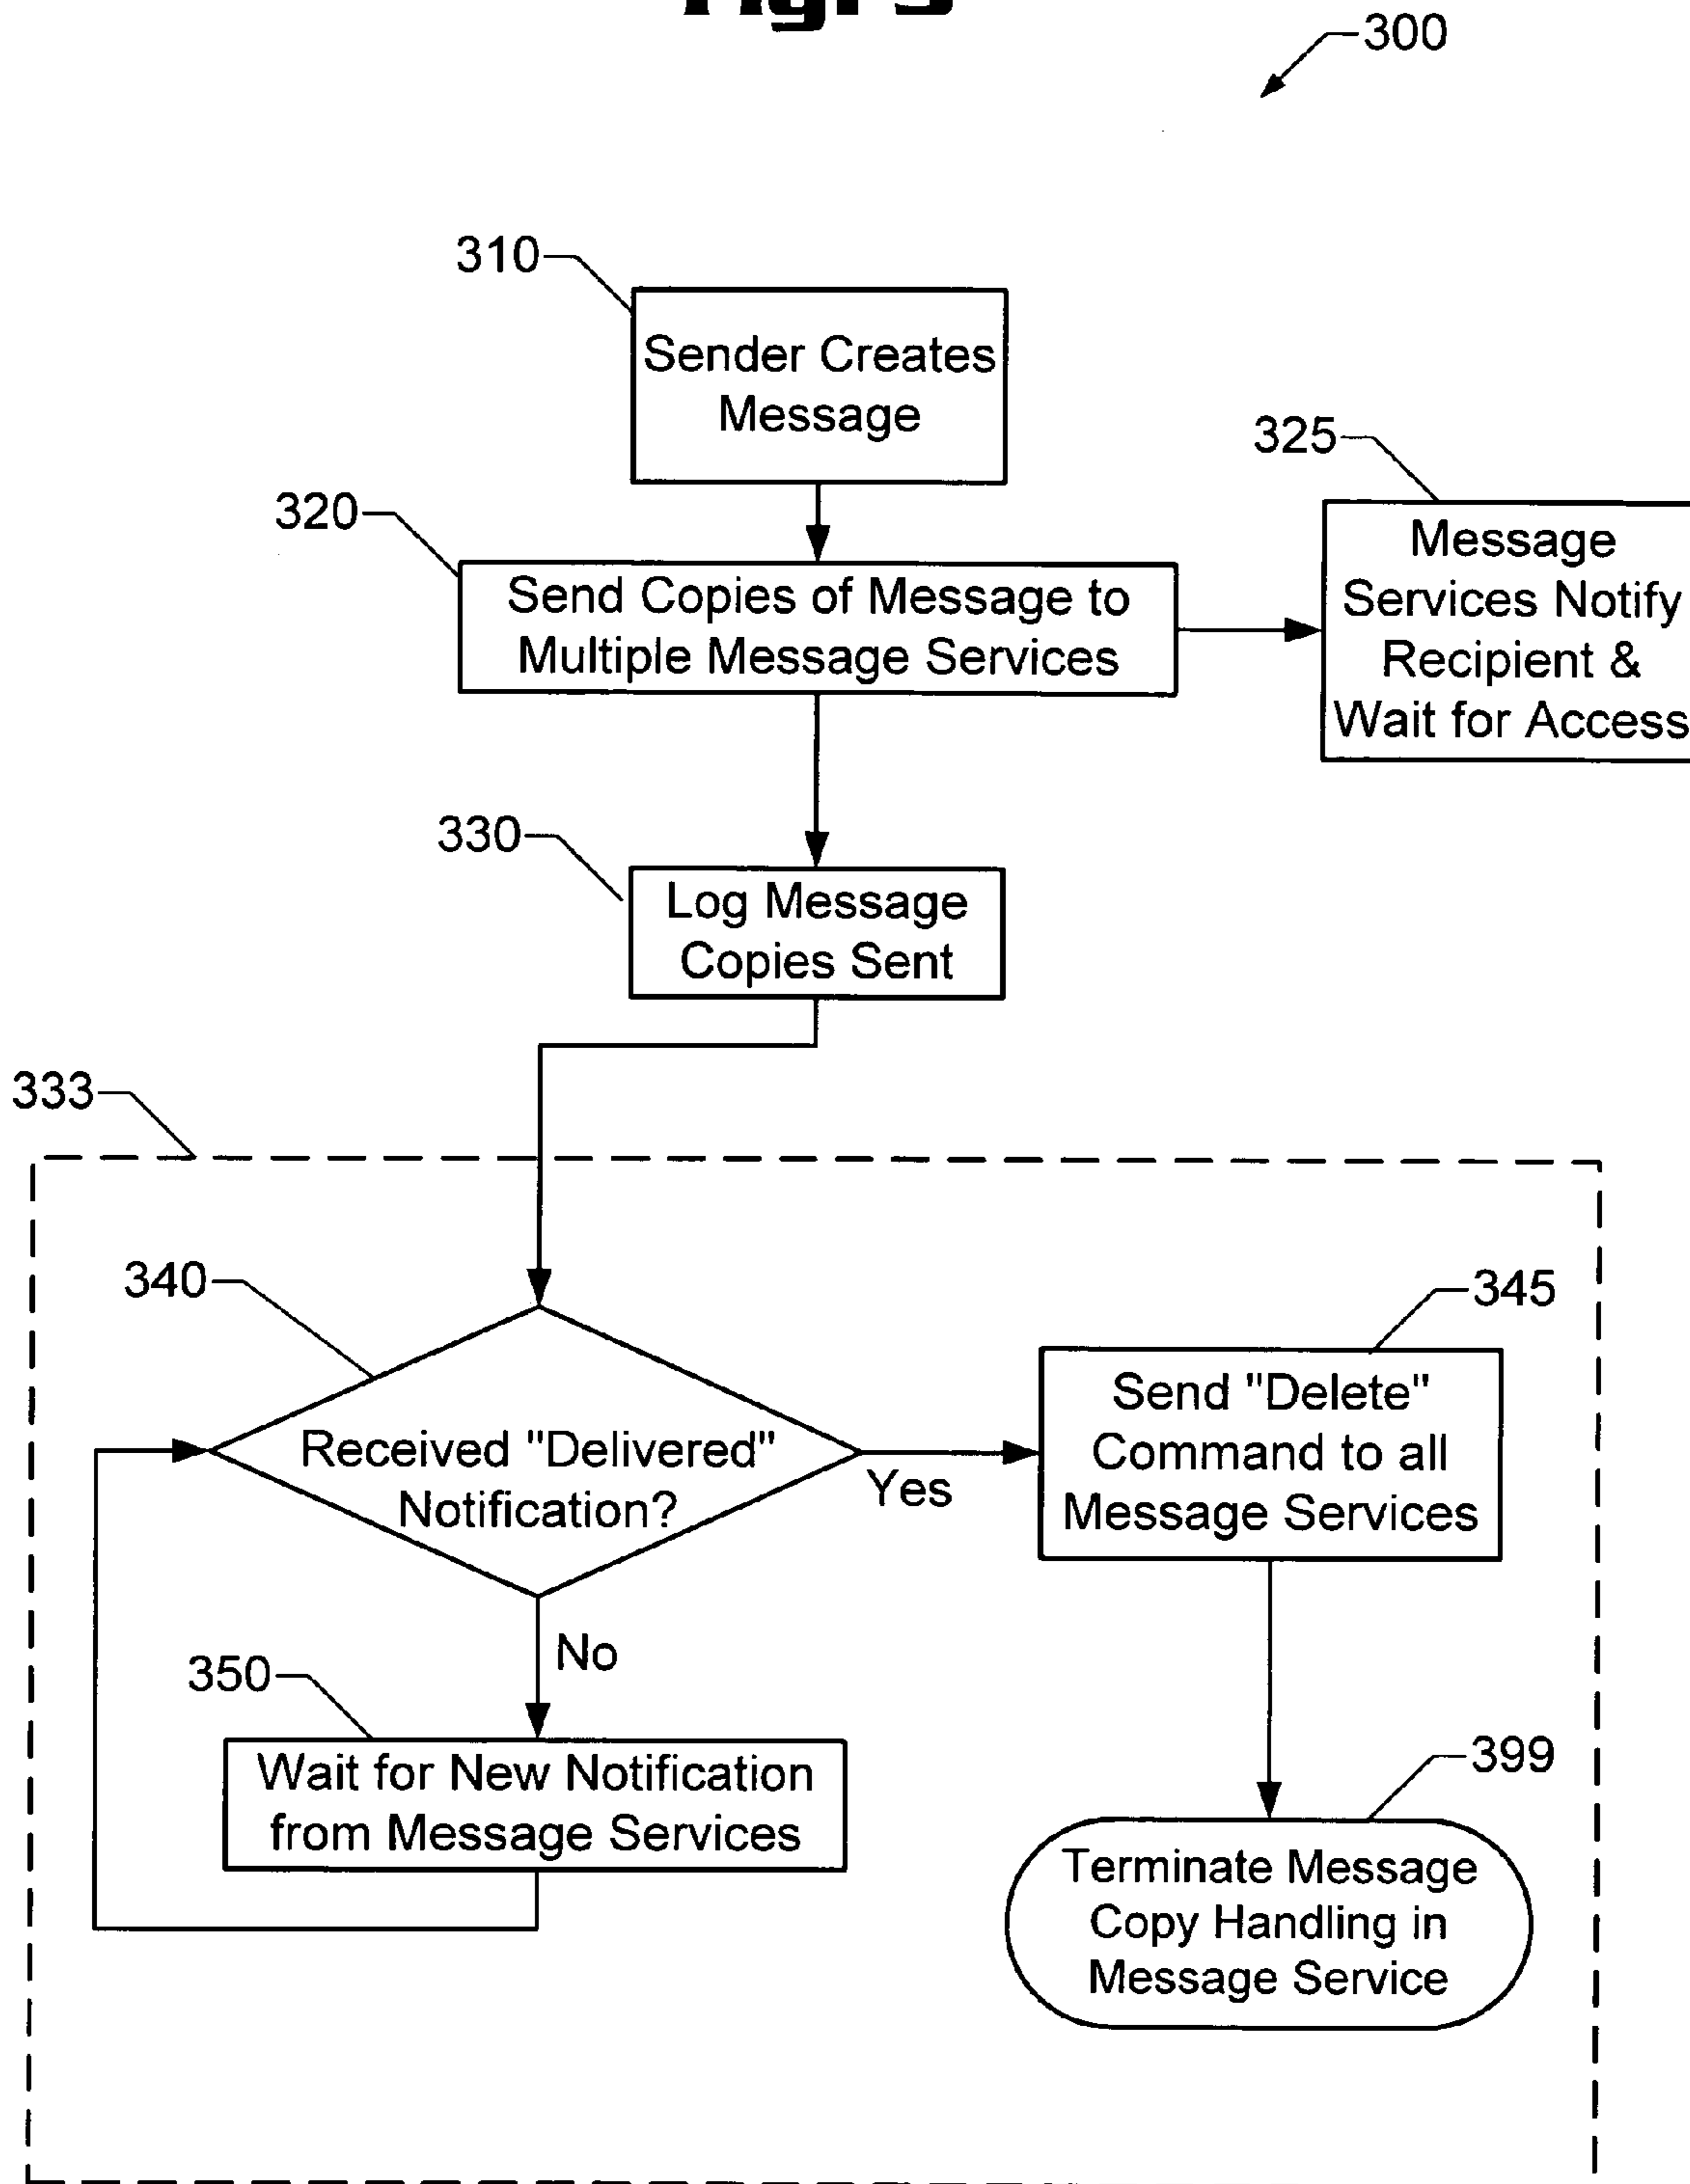 300
310
Sender Creates
Message
325
320
Message
Services Notify
Recipient &
Wait for Access
Send Copies of Message to
Multiple Message Services
330
Log Message
Copies Sent
333
340
345
Received "Delivered"
Notification?
Yes
Send "Delete"
Command to all
Message Services
No
350
Wait for New Notification
from Message Services
399
Terminate Message
Copy Handling in
Message Service